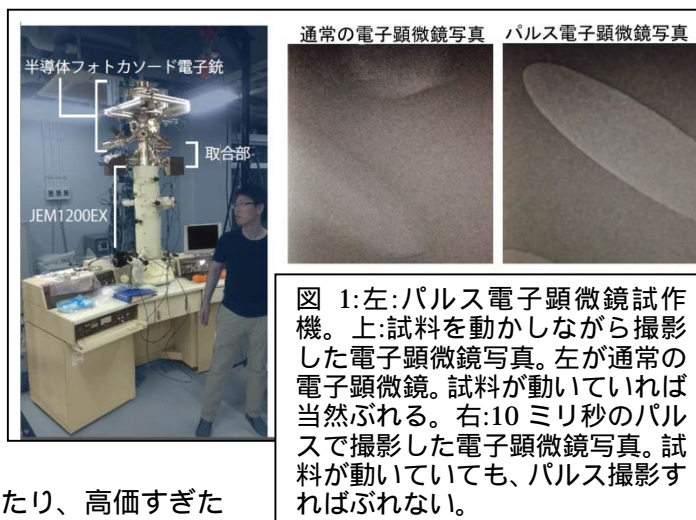 通常の電子顕微鏡写真 パルス電子顕微鏡写真
半導体フォトカソード電子銃
取合部
JEM1200EX
図 1:左:パルス電子顕微鏡試作
機。上:試料を動かしながら撮影
した電子顕微鏡写真。左が通常の
電子顕微鏡。試料が動いていれば
当然ぶれる。右:10 ミリ秒のパル
スで撮影した電子顕微鏡写真。試
料が動いていても、パルス撮影す
ればぶれない。
たり、高価すぎた